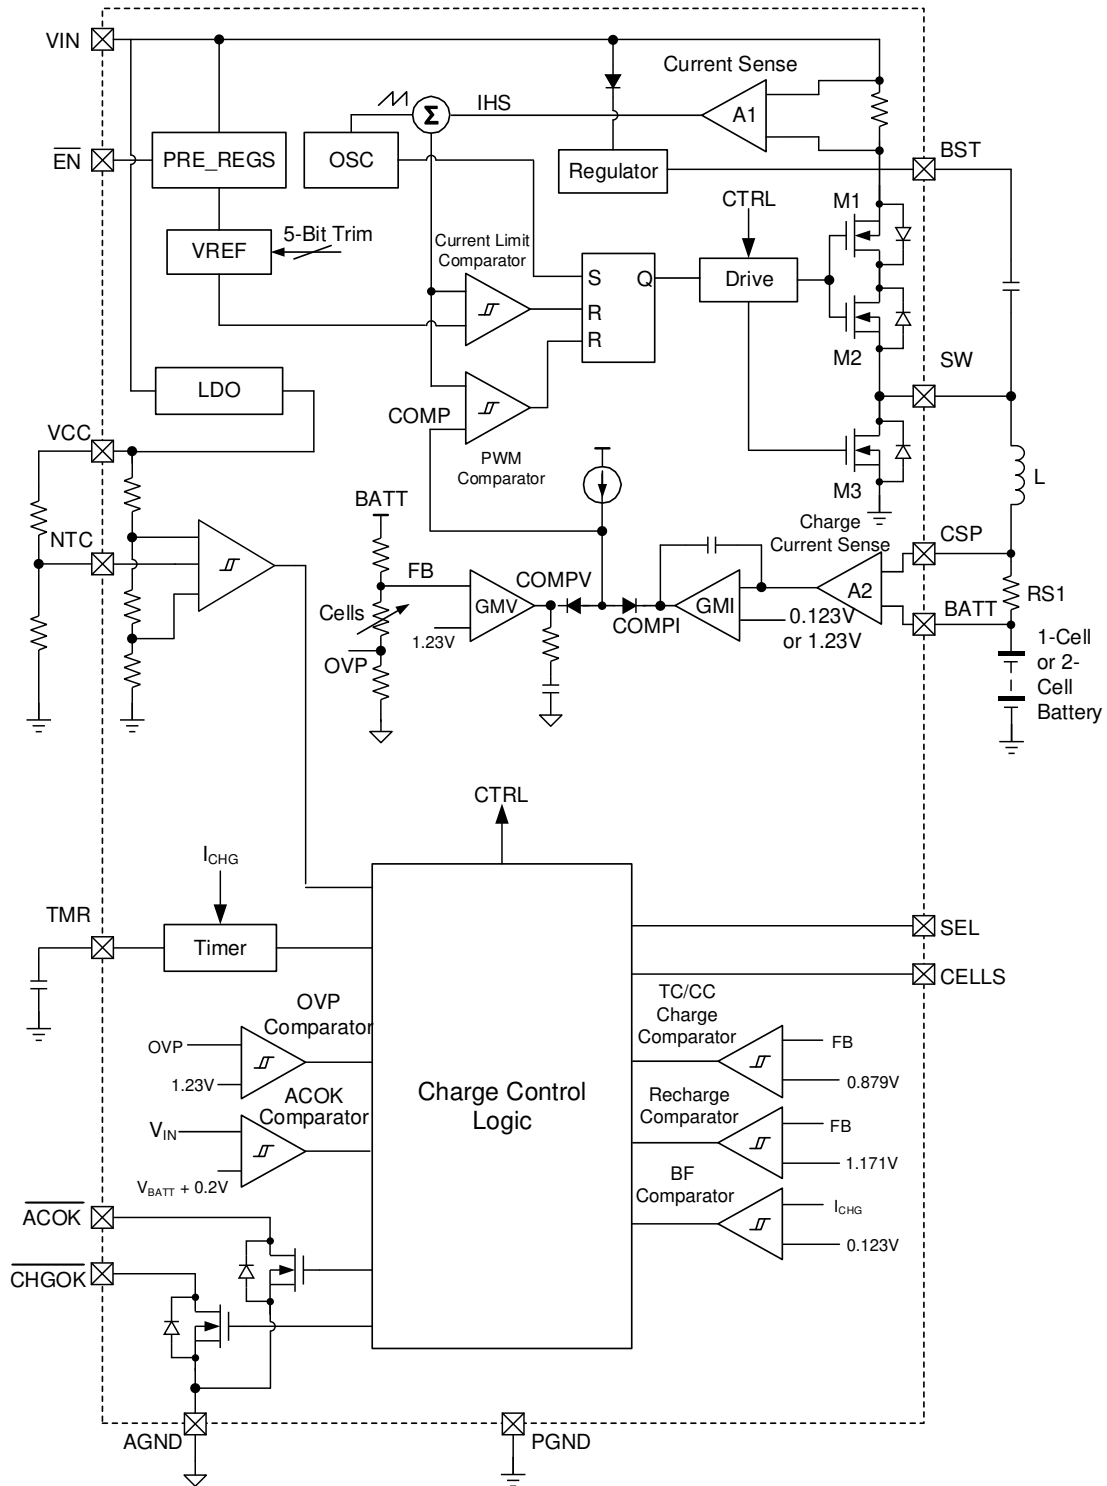 VIN
Current Sense
IHS
Σ
A1
EN
PRE_REGS
OSC
Regulator
BST
CTRL
M1
5-Bit Trim
VREF
Current Limit
Comparator
S
Q
R
R
Drive
M2
SW
LDO
COMP
VCC
PWM
Comparator
M3
L
BATT
NTC
Charge
Current Sense
CSP
FB
COMPV
GMV
GMI
A2
RS1
Cells
1.23V
COMPI
0.123V
or 1.23V
BATT
OVP
1-Cell
or 2-
Cell
Battery
CTRL
ICHG
TMR
Timer
SEL
CELLS
OVP
Comparator
OVP
1.23V
TC/CC
Charge
Comparator
FB
0.879V
ACOK
Comparator
VIN
VBATT + 0.2V
Charge Control
Logic
Recharge
Comparator
FB
1.171V
BF
Comparator
ICHG
0.123V
ACOK
CHGOK
AGND
PGND